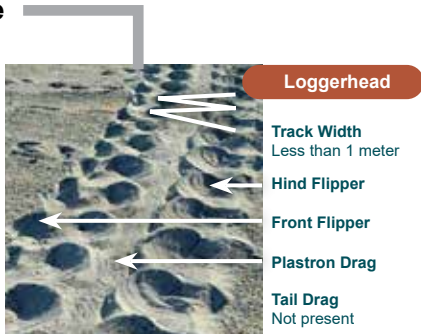 Loggerhead
Track Width
Less than 1 meter
Hind Flipper
Front Flipper
Plastron Drag
Tail Drag
Not present